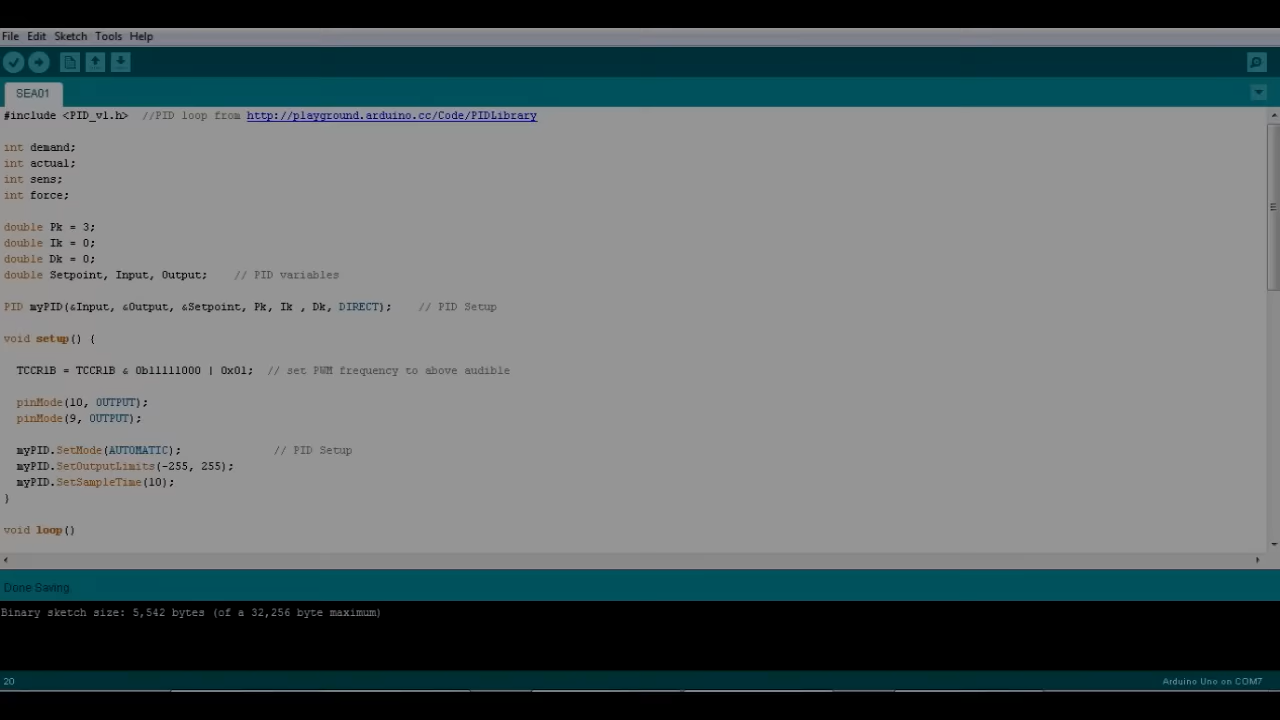 File Edit Sketch Tools Help
SEA01
#include <PID_v1.h>  //PID loop from http://playground.arduino.cc/Code/PIDLibrary
int demand;
int actual;
int sens;
int force;
double Pk = 3;
double Ik = 0;
double Dk = 0;
double Setpoint, Input, Output;    // PID variables
PID myPID(&Input, &Output, &Setpoint, Pk, Ik , Dk, DIRECT);    // PID Setup
void setup() {
TCCR1B = TCCR1B & 0b11111000 | 0x01;  // set PWM frequency to above audible
pinMode(10, OUTPUT);
pinMode(9, OUTPUT);
myPID.SetMode(AUTOMATIC);              // PID Setup
myPID.SetOutputLimits(-255, 255);
myPID.SetSampleTime(10);
}
void loop()
Done Saving.
Binary sketch size: 5,542 bytes (of a 32,256 byte maximum)
20
Arduino Uno on COM7